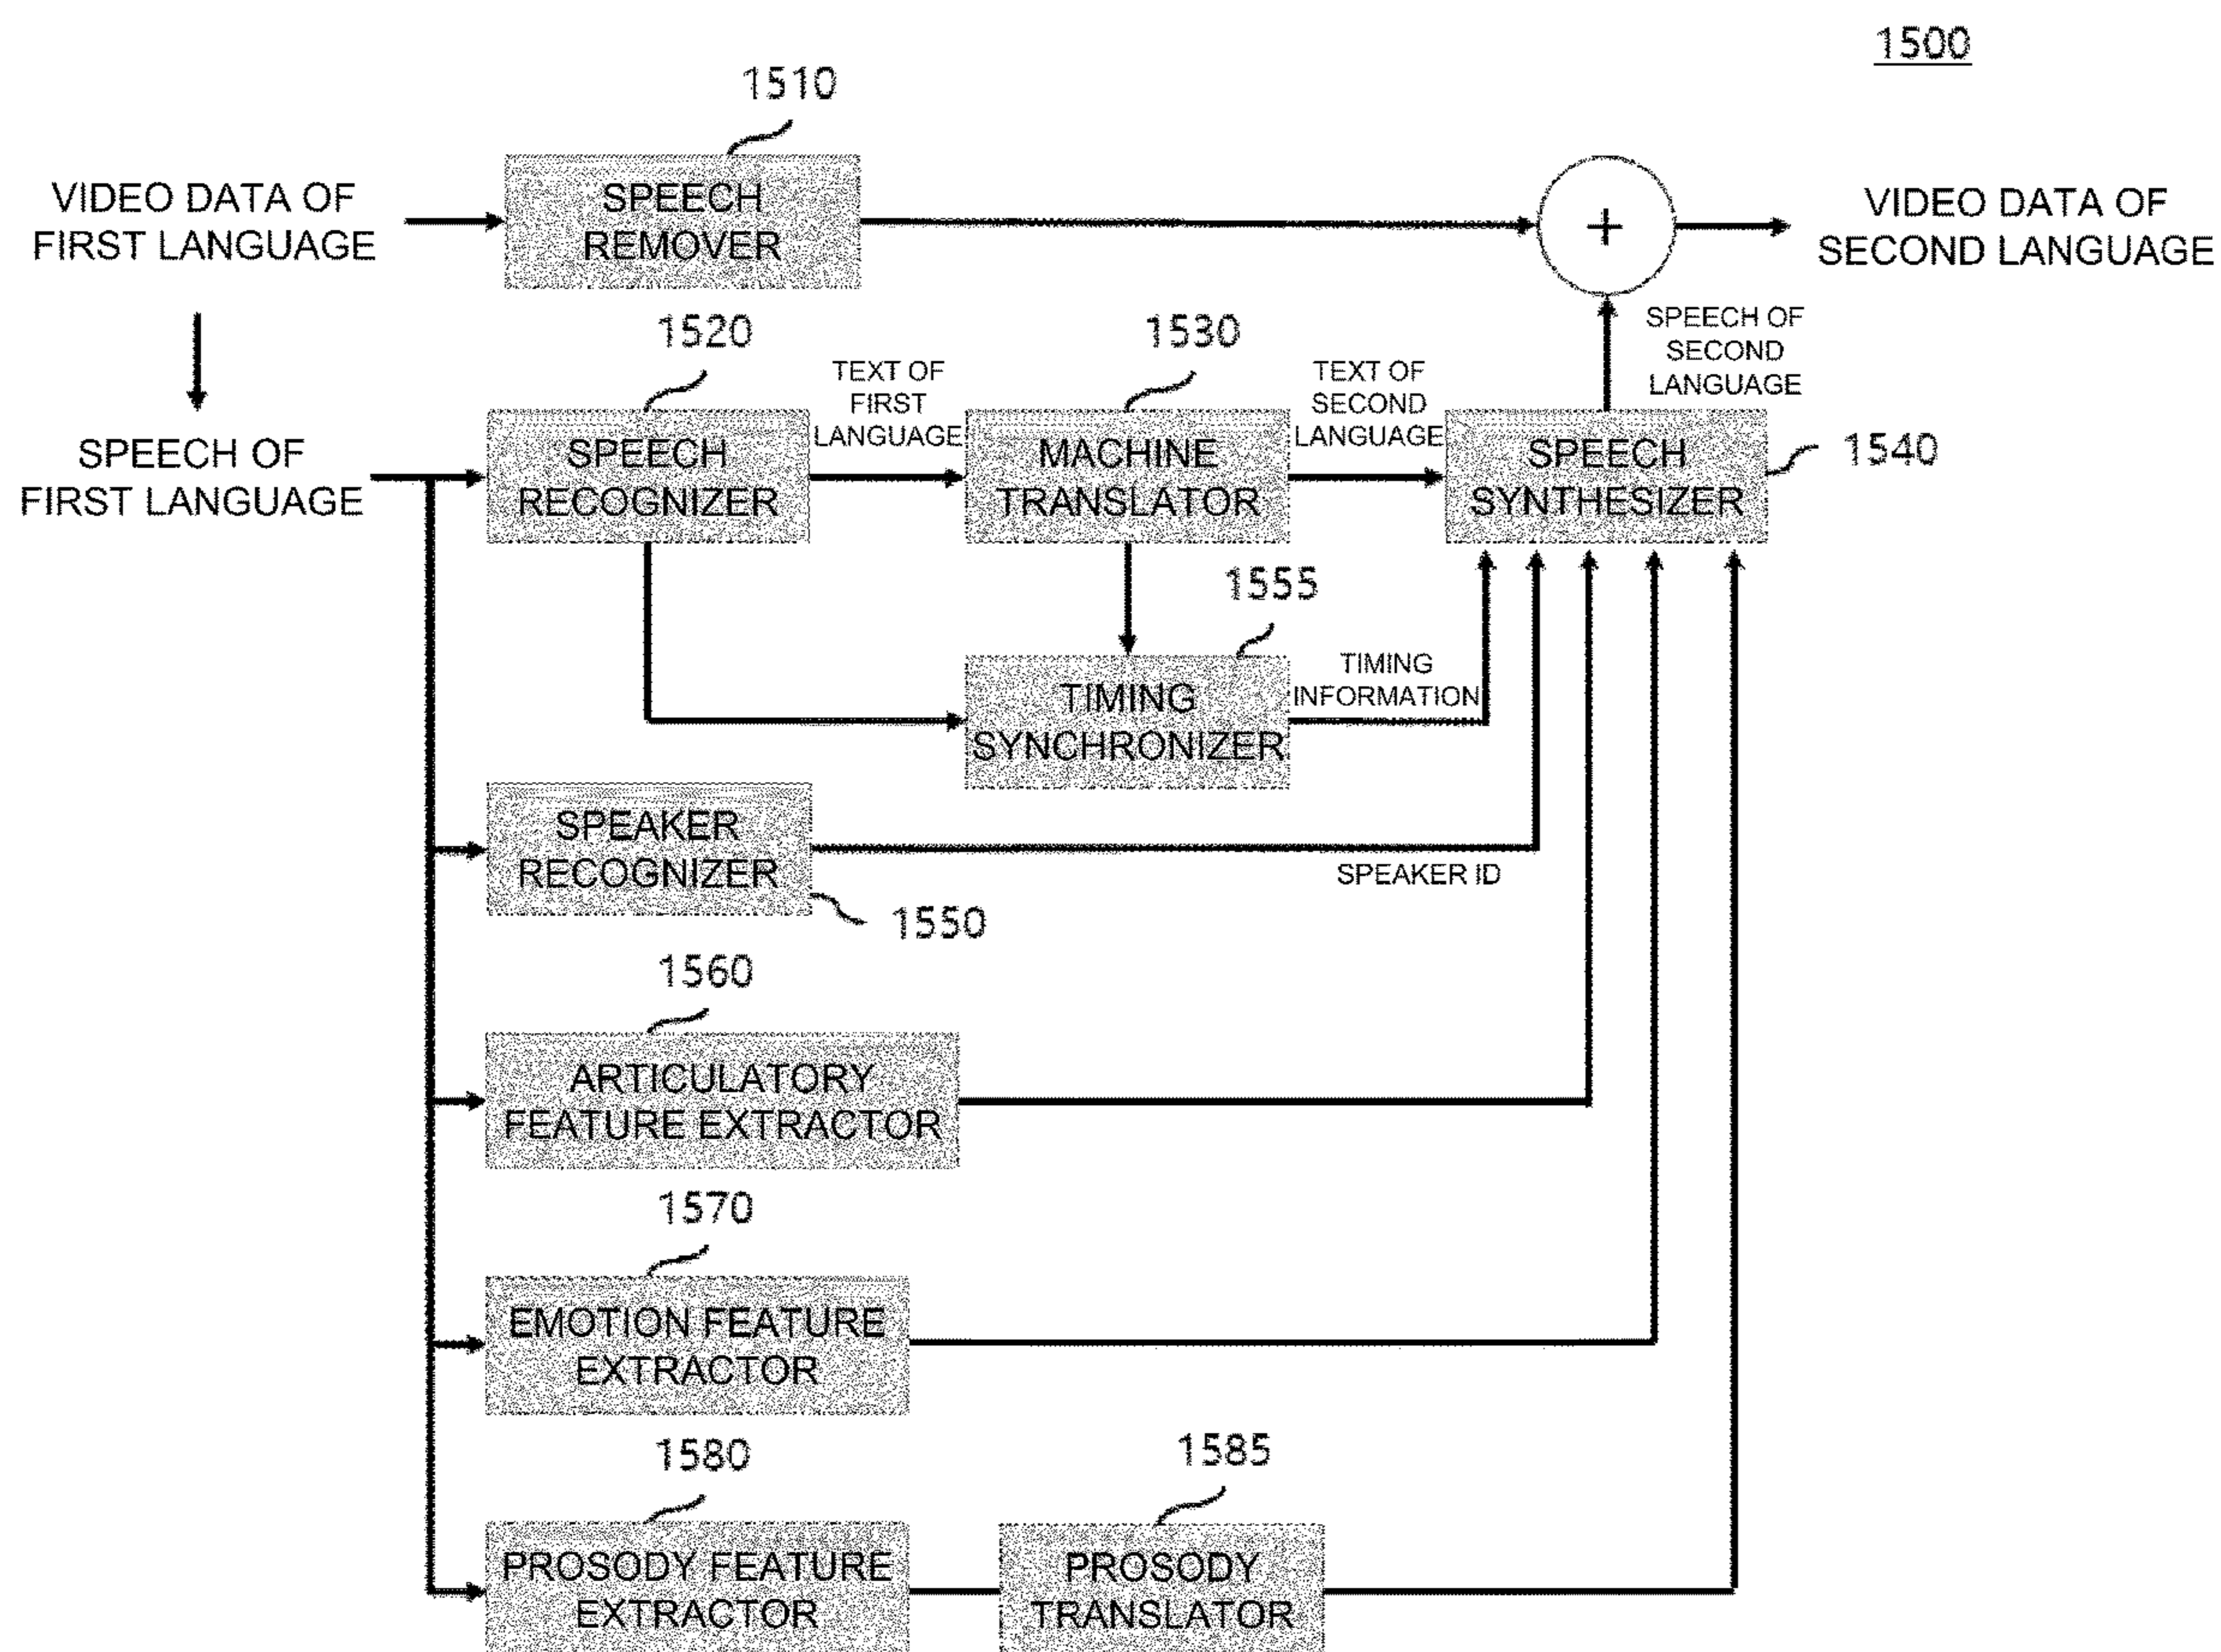 1500
1510
VIDEO DATA OF
FIRST LANGUAGE
SPEECH
REMOVER
+
VIDEO DATA OF
SECOND LANGUAGE
1520
1530
SPEECH OF
SECOND
LANGUAGE
TEXT OF
FIRST
LANGUAGE
TEXT OF
SECOND
LANGUAGE
SPEECH OF
FIRST LANGUAGE
SPEECH
RECOGNIZER
MACHINE
TRANSLATOR
SPEECH
SYNTHESIZER
1540
1555
TIMING
SYNCHRONIZER
TIMING
INFORMATION
SPEAKER
RECOGNIZER
SPEAKER ID
1550
1560
ARTICULATORY
FEATURE EXTRACTOR
1570
EMOTION FEATURE
EXTRACTOR
1580
1585
PROSODY FEATURE
EXTRACTOR
PROSODY
TRANSLATOR